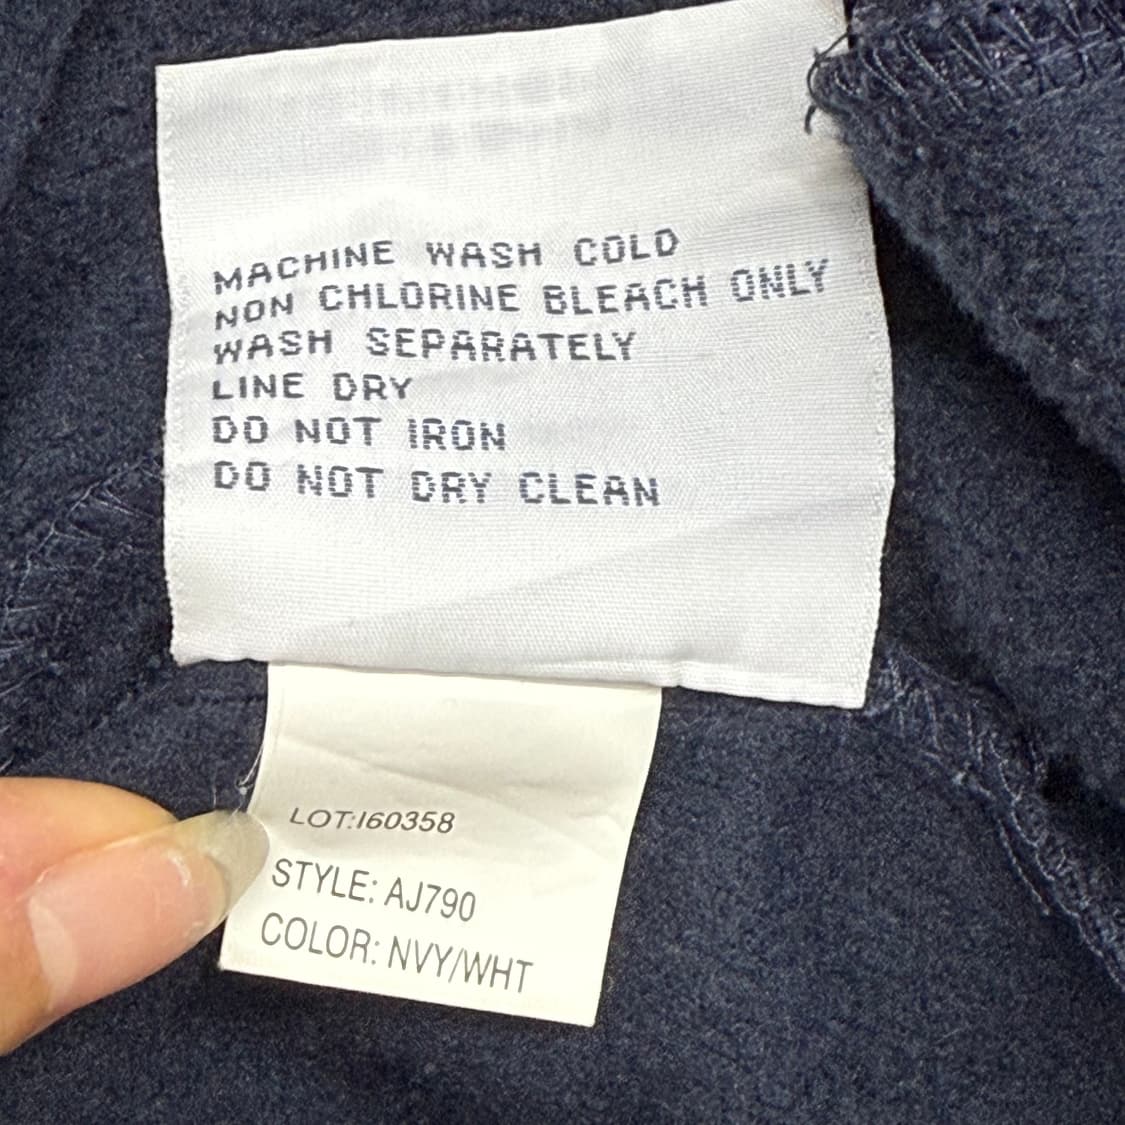 MACHINE WASH COLD
NON CHLORINE BLEACH ONLY
WASH SEPARATELY
LINE DRY
DO NOT IRON
DO NOT DRY CLEAN
LOT:I60358
STYLE: AJ790
COLOR: NVY/WHT